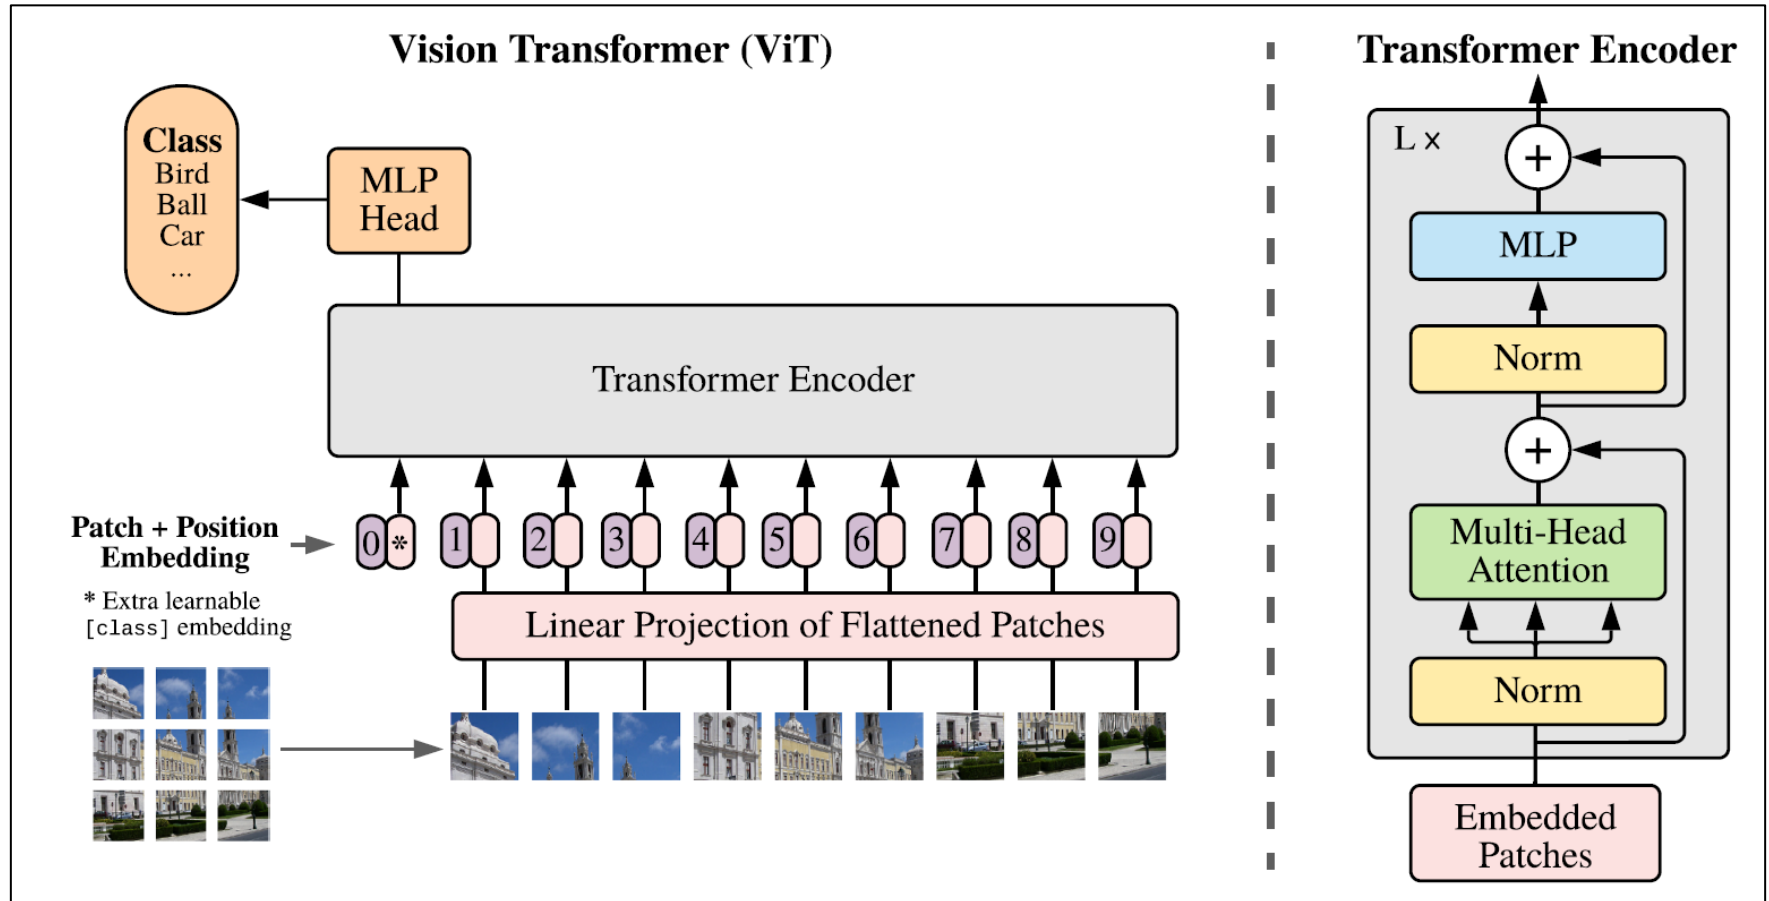 Vision Transformer (ViT)
Class
Bird
Ball
Car
...
MLP
Head
Transformer Encoder
Patch + Position
Embedding
0 * 1 2 3 4 5 6 7 8 9
* Extra learnable
[class] embedding
Linear Projection of Flattened Patches
Transformer Encoder
L x
+
MLP
Norm
+
Multi-Head
Attention
Norm
Embedded
Patches